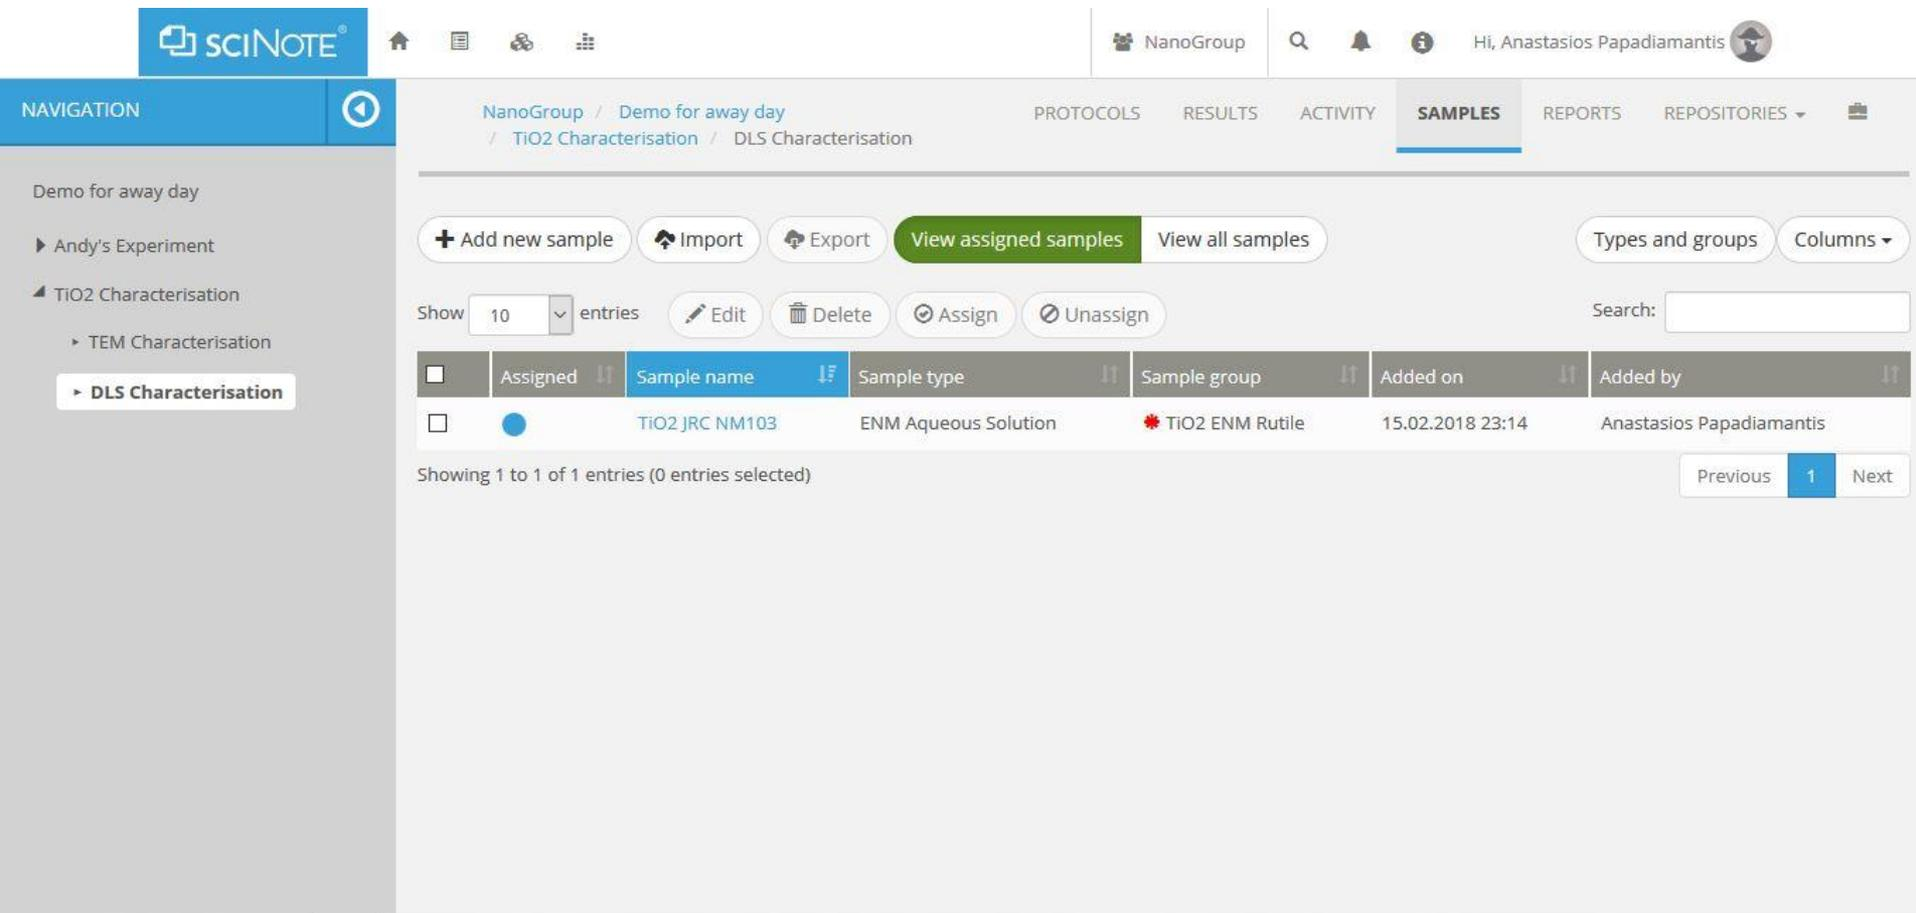 sciNOTE®
NanoGroup
Hi, Anastasios Papadiamantis
NAVIGATION
Demo for away day
Andy's Experiment
TiO2 Characterisation
TEM Characterisation
DLS Characterisation
NanoGroup / Demo for away day
/ TiO2 Characterisation / DLS Characterisation
PROTOCOLS RESULTS ACTIVITY SAMPLES REPORTS REPOSITORIES
Add new sample Import Export View assigned samples View all samples Types and groups Columns
Show 10 entries Edit Delete Assign Unassign Search:
Assigned Sample name Sample type Sample group Added on Added by
TiO2 JRC NM103 ENM Aqueous Solution TiO2 ENM Rutile 15.02.2018 23:14 Anastasios Papadiamantis
Showing 1 to 1 of 1 entries (0 entries selected)
Previous 1 Next